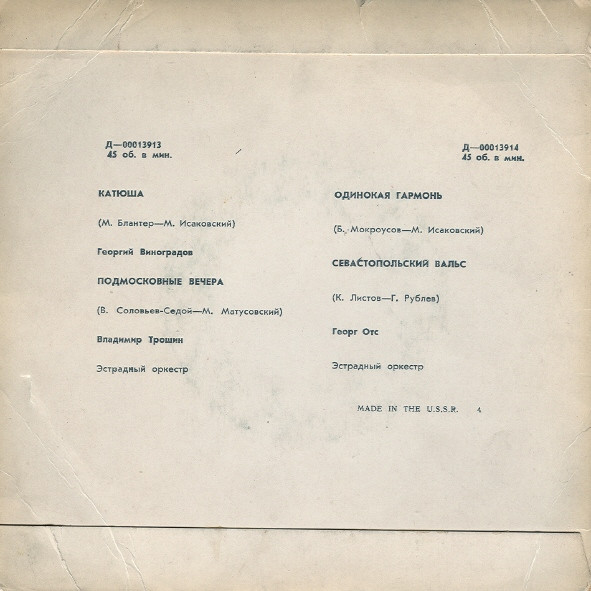 Д—00013913
45 об. в мин.
КАТЮША
(М. Блантер—М. Исаковский)
Георгий Виноградов
ПОДМОСКОВНЫЕ ВЕЧЕРА
(В. Соловьев-Седой—М. Матусовский)
Владимир Трошин
Эстрадный оркестр
Д—00013914
45 об. в мин.
ОДИНОКАЯ ГАРМОНЬ
(Б. Мокроусов—М. Исаковский)
СЕВАСТОПОЛЬСКИЙ ВАЛЬС
(К. Листов—Г. Рублев)
Георг Отс
Эстрадный оркестр
MADE IN THE U.S.S.R. 4